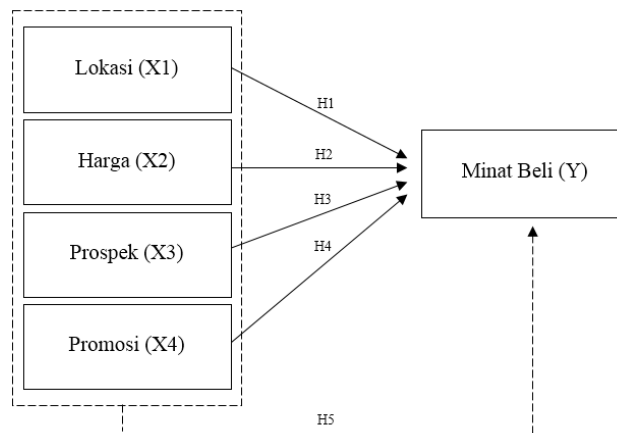 Lokasi (X1)
H1
Harga (X2)
H2
Minat Beli (Y)
H3
Prospek (X3)
H4
Promosi (X4)
H5